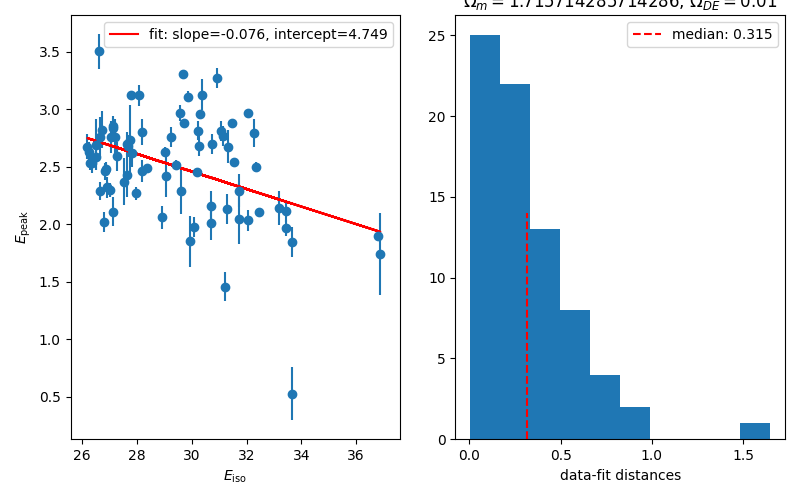 Ω_m = 1.715714285714286, Ω_DE = 0.01
fit: slope=-0.076, intercept=4.749
median: 0.315
3.5
3.0
2.5
2.0
1.5
1.0
0.5
E_peak
26 28 30 32 34 36
E_iso
25
20
15
10
5
0
0.0 0.5 1.0 1.5
data-fit distances